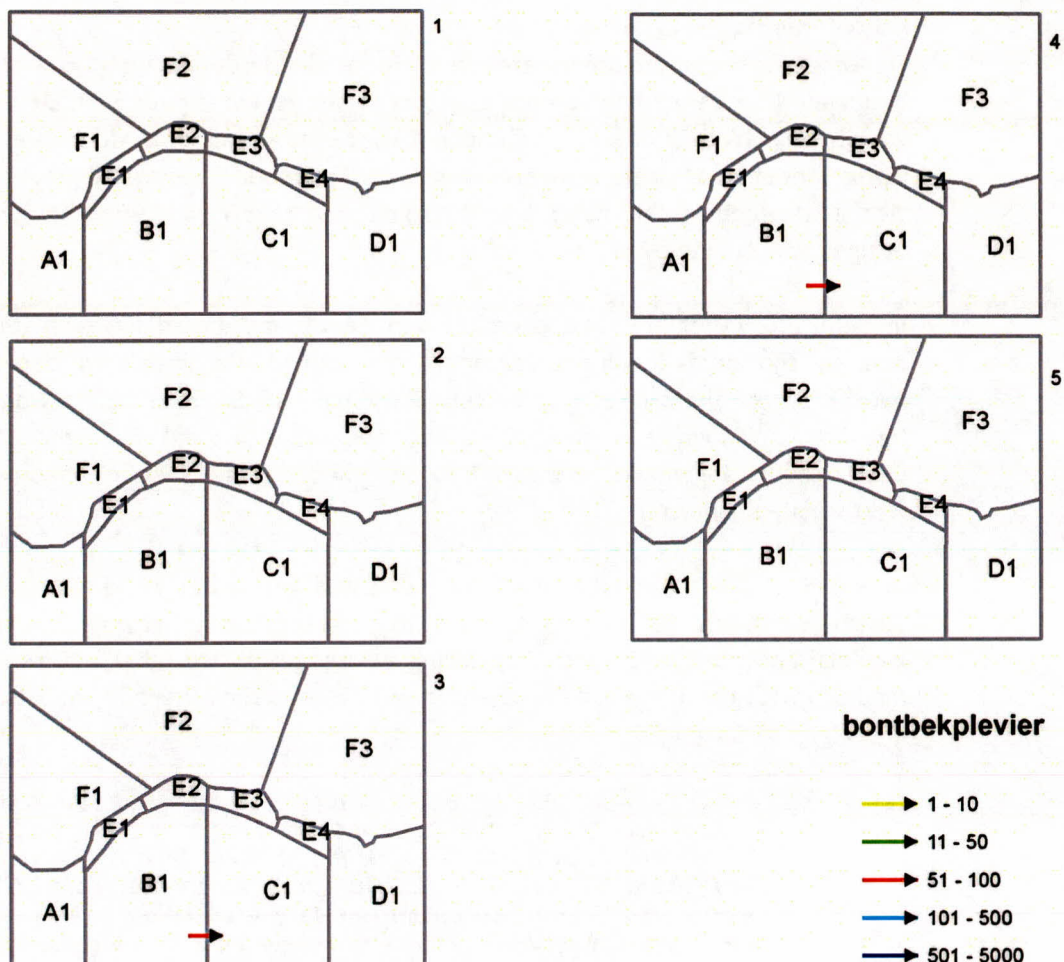 1
F2
F3
F1
E2
E3
E1
E4
B1
C1
A1
D1
2
F2
F3
F1
E2
E3
E1
E4
B1
C1
A1
D1
3
F2
F3
F1
E2
E3
E1
E4
B1
C1
A1
D1
4
F2
F3
F1
E2
E3
E1
E4
B1
C1
A1
D1
5
F2
F3
F1
E2
E3
E1
E4
B1
C1
A1
D1
bontbekplevier
1 - 10
11 - 50
51 - 100
101 - 500
501 - 5000